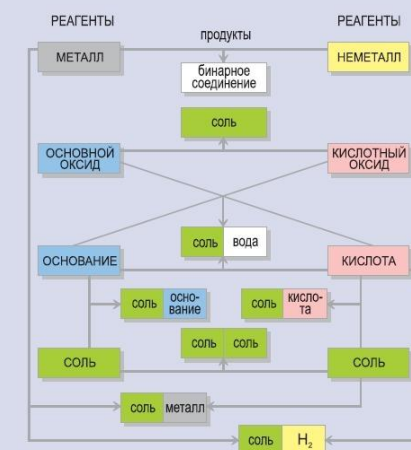 РЕАГЕНТЫ
РЕАГЕНТЫ
продукты
МЕТАЛЛ
НЕМЕТАЛЛ
бинарное
соединение
соль
ОСНОВНОЙ
ОКСИД
КИСЛОТНЫЙ
ОКСИД
соль вода
ОСНОВАНИЕ
КИСЛОТА
соль осно-
вание
соль кисло-
та
соль соль
СОЛЬ
СОЛЬ
соль металл
соль H₂